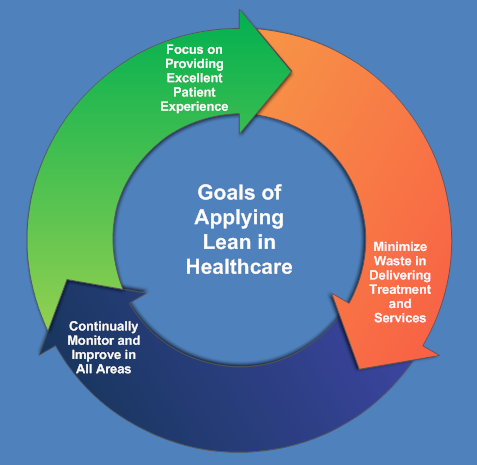 Focus on
Providing
Excellent
Patient
Experience
Goals of
Applying
Lean in
Healthcare
Minimize
Waste in
Delivering
Treatment
and
Services
Continually
Monitor and
Improve in
All Areas